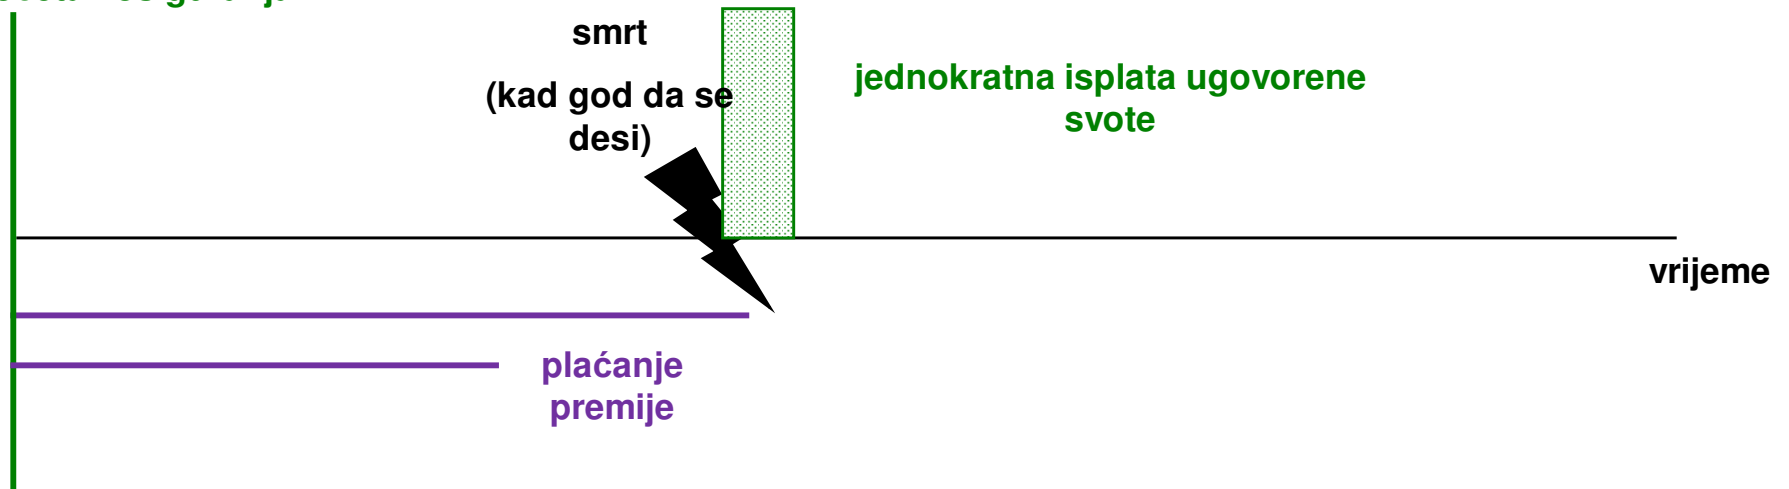 smrt
(kad god da se
desi)
jednokratna isplata ugovorene
svote
vrijeme
plaćanje
premije